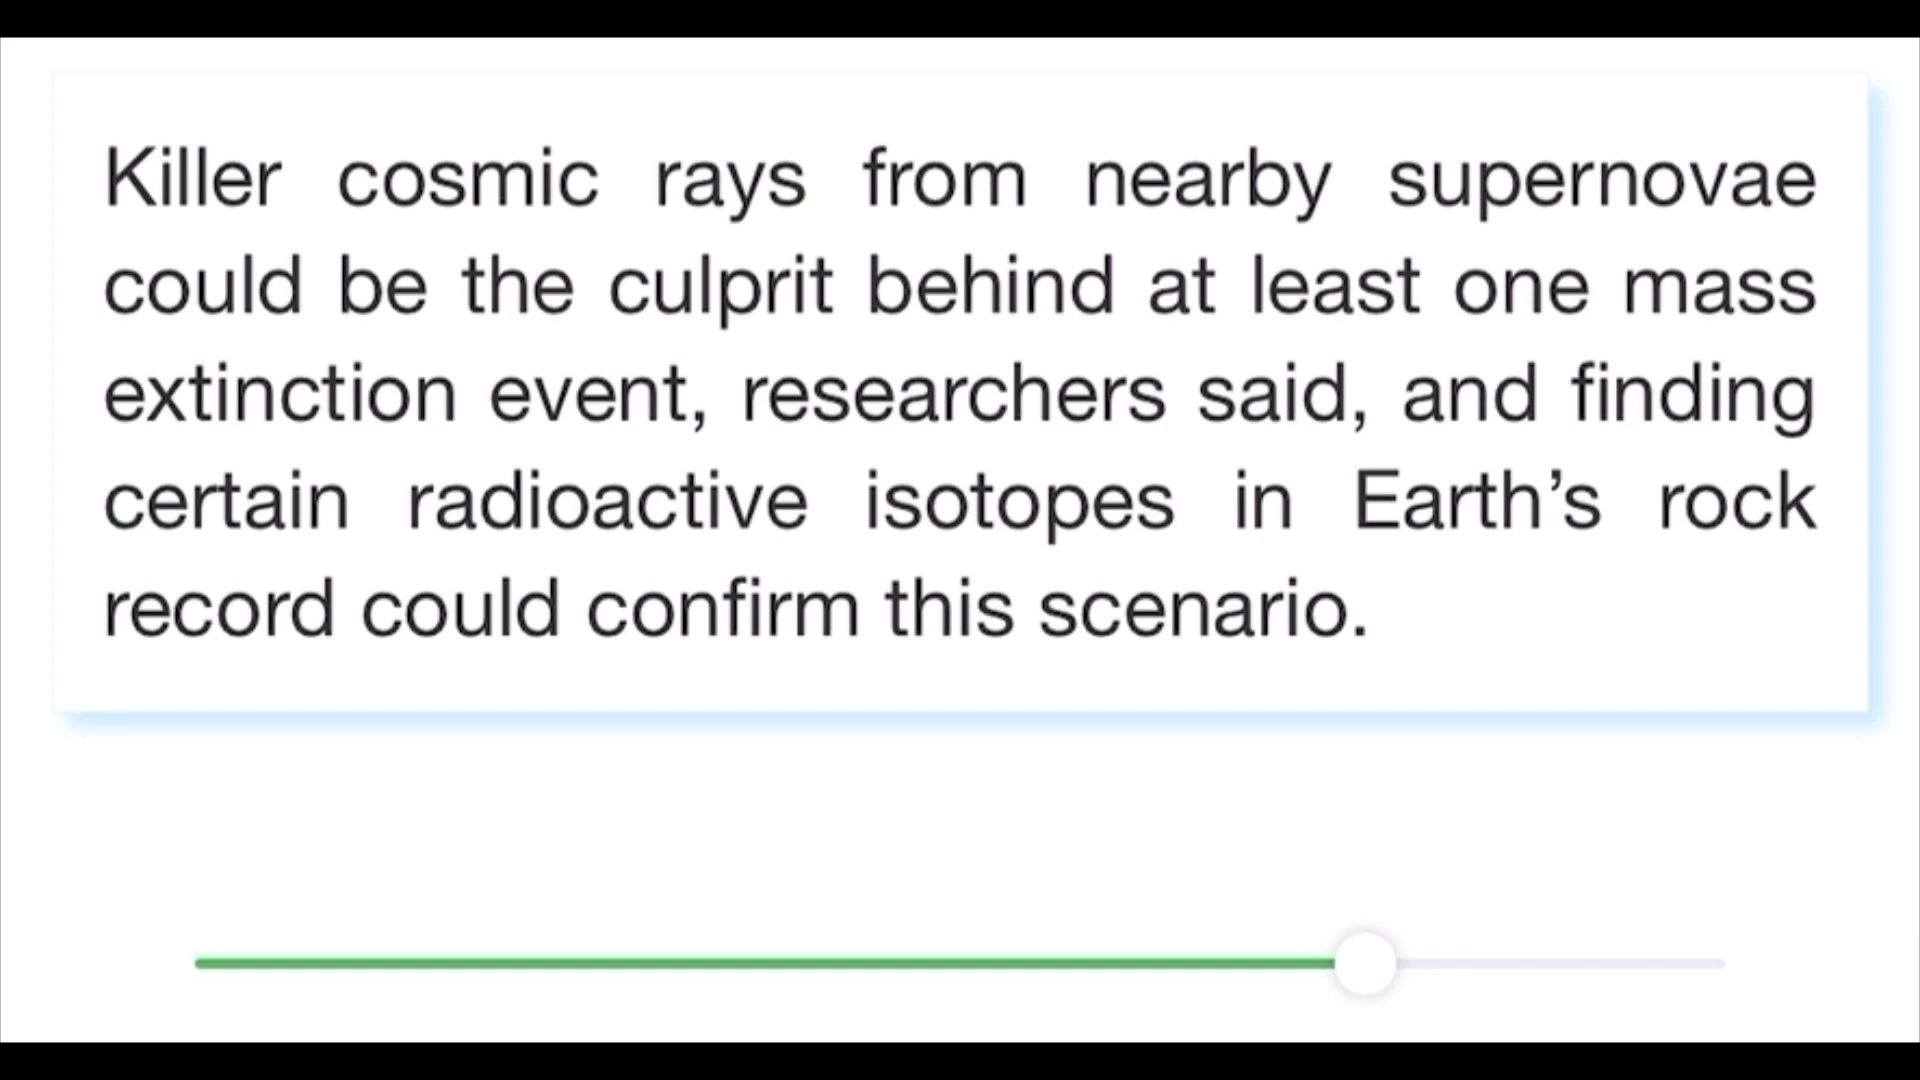 Killer cosmic rays from nearby supernovae
could be the culprit behind at least one mass
extinction event, researchers said, and finding
certain radioactive isotopes in Earth’s rock
record could confirm this scenario.